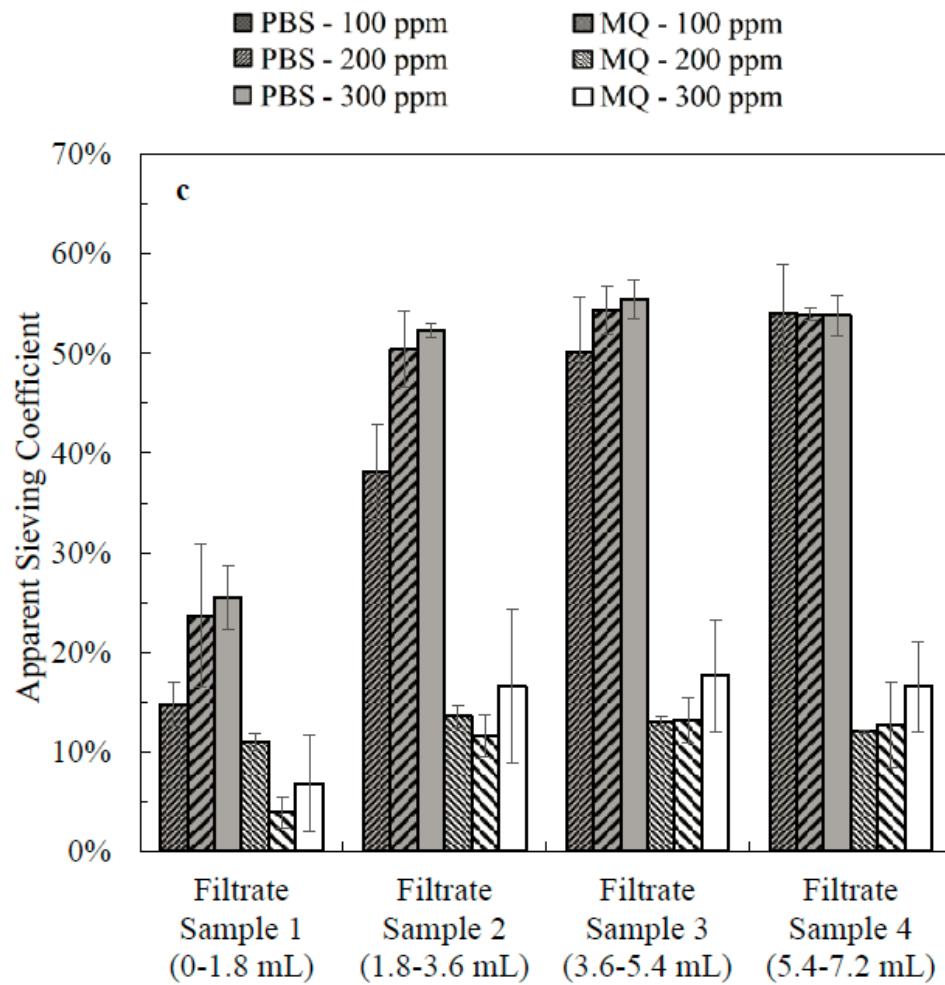 PBS - 100 ppm MQ - 100 ppm
PBS - 200 ppm MQ - 200 ppm
PBS - 300 ppm MQ - 300 ppm
70%
c
60%
50%
40%
30%
20%
10%
0%
Apparent Sieving Coefficient
Filtrate Filtrate Filtrate Filtrate
Sample 1 Sample 2 Sample 3 Sample 4
(0-1.8 mL) (1.8-3.6 mL) (3.6-5.4 mL) (5.4-7.2 mL)